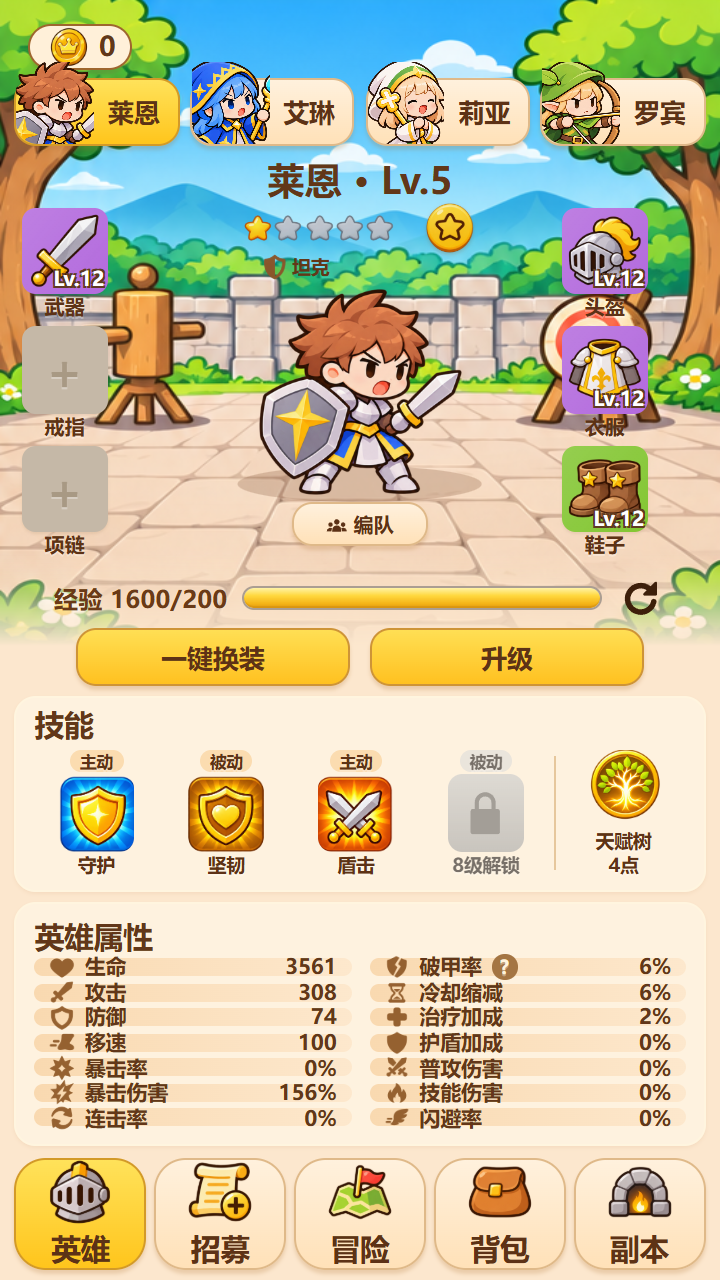 0
莱恩
艾琳
莉亚
罗宾
莱恩·Lv.5
坦克
Lv.12
武器
戒指
项链
Lv.12
头盔
Lv.12
衣服
Lv.12
鞋子
编队
经验 1600/200
一键换装
升级
技能
主动
守护
被动
坚韧
主动
盾击
被动
8级解锁
天赋树
4点
英雄属性
生命 3561
攻击 308
防御 74
移速 100
暴击率 0%
暴击伤害 156%
连击率 0%
破甲率 ? 6%
冷却缩减 6%
治疗加成 2%
护盾加成 0%
普攻伤害 0%
技能伤害 0%
闪避率 0%
英雄
招募
冒险
背包
副本